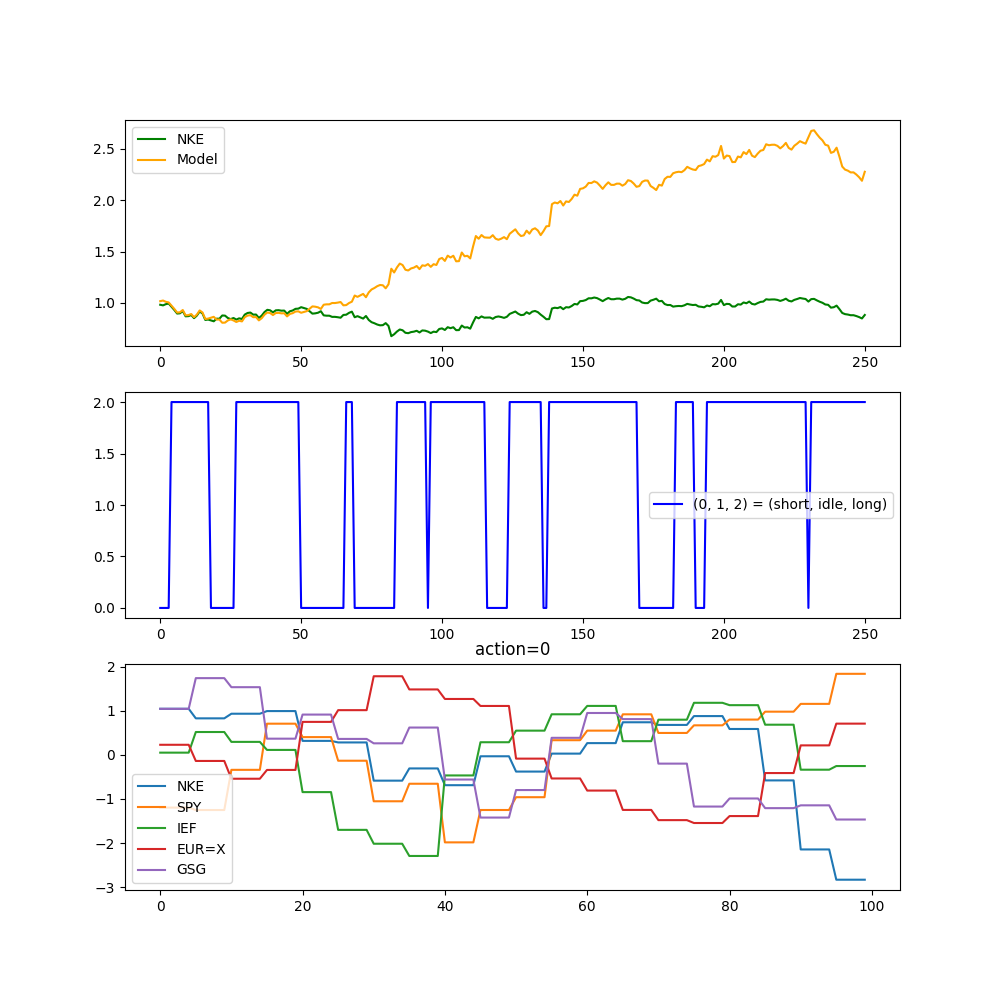 NKE
Model
2.5
2.0
1.5
1.0
0 50 100 150 200 250
2.0
1.5
1.0
0.5
0.0
(0, 1, 2) = (short, idle, long)
0 50 100 150 200 250
action=0
2
1
0
−1
−2
−3
NKE
SPY
IEF
EUR=X
GSG
0 20 40 60 80 100